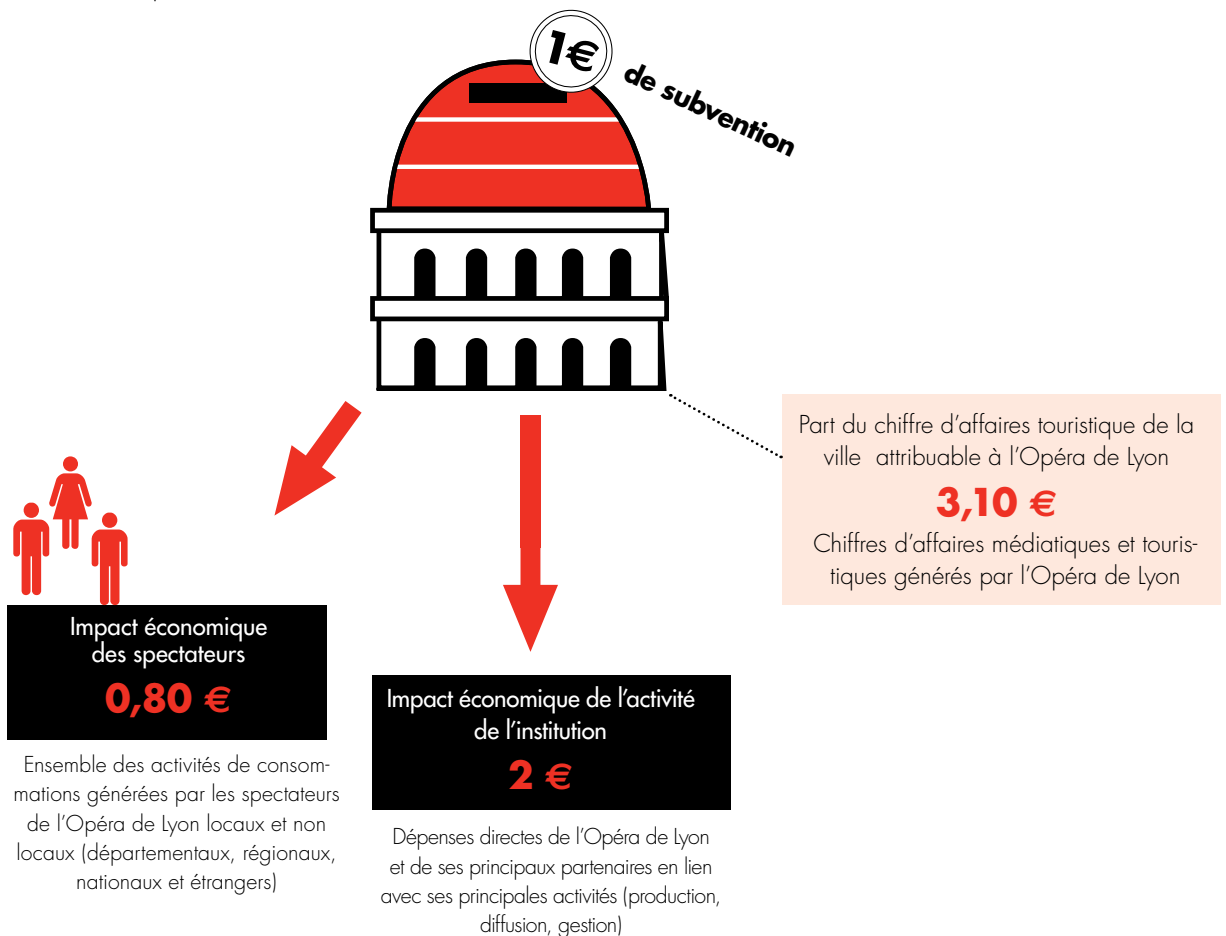 1€ de subvention
Part du chiffre d'affaires touristique de la
ville attribuable à l'Opéra de Lyon
3,10 €
Chiffres d'affaires médiatiques et touris-
tiques générés par l'Opéra de Lyon
Impact économique
des spectateurs
0,80 €
Ensemble des activités de consom-
mations générées par les spectateurs
de l'Opéra de Lyon locaux et non
locaux (départementaux, régionaux,
nationaux et étrangers)
Impact économique de l'activité
de l'institution
2 €
Dépenses directes de l'Opéra de Lyon
et de ses principaux partenaires en lien
avec ses principales activités (production,
diffusion, gestion)